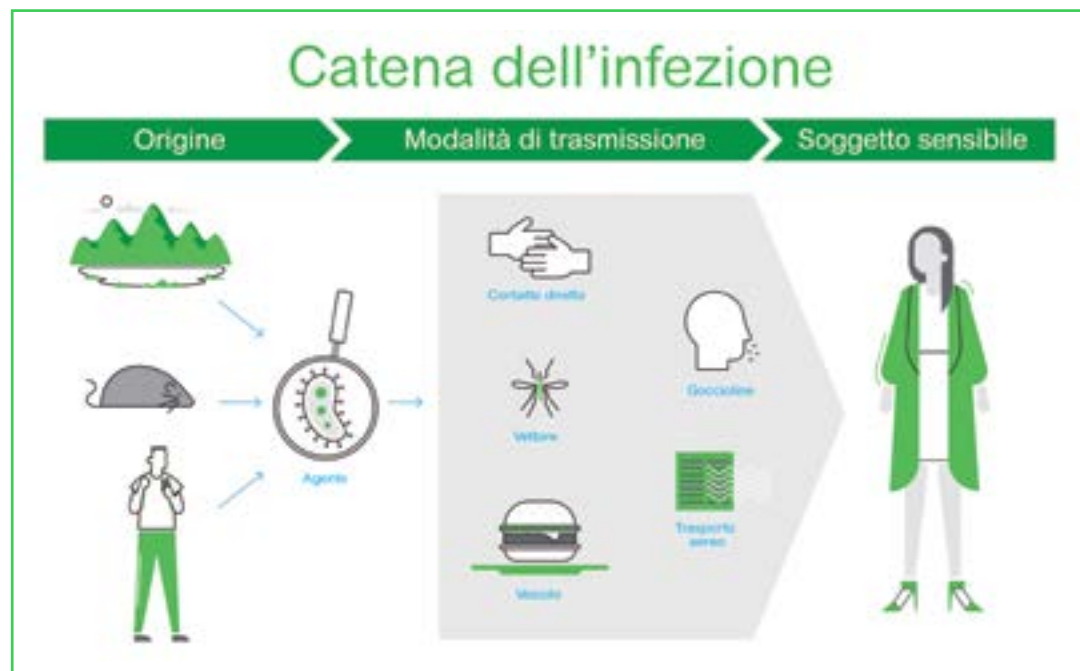 Catena dell'infezione
Origine
Modalità di trasmissione
Soggetto sensibile
Contatto diretto
Goccioline
Vettore
Agente
Trasporto
aereo
Veicolo